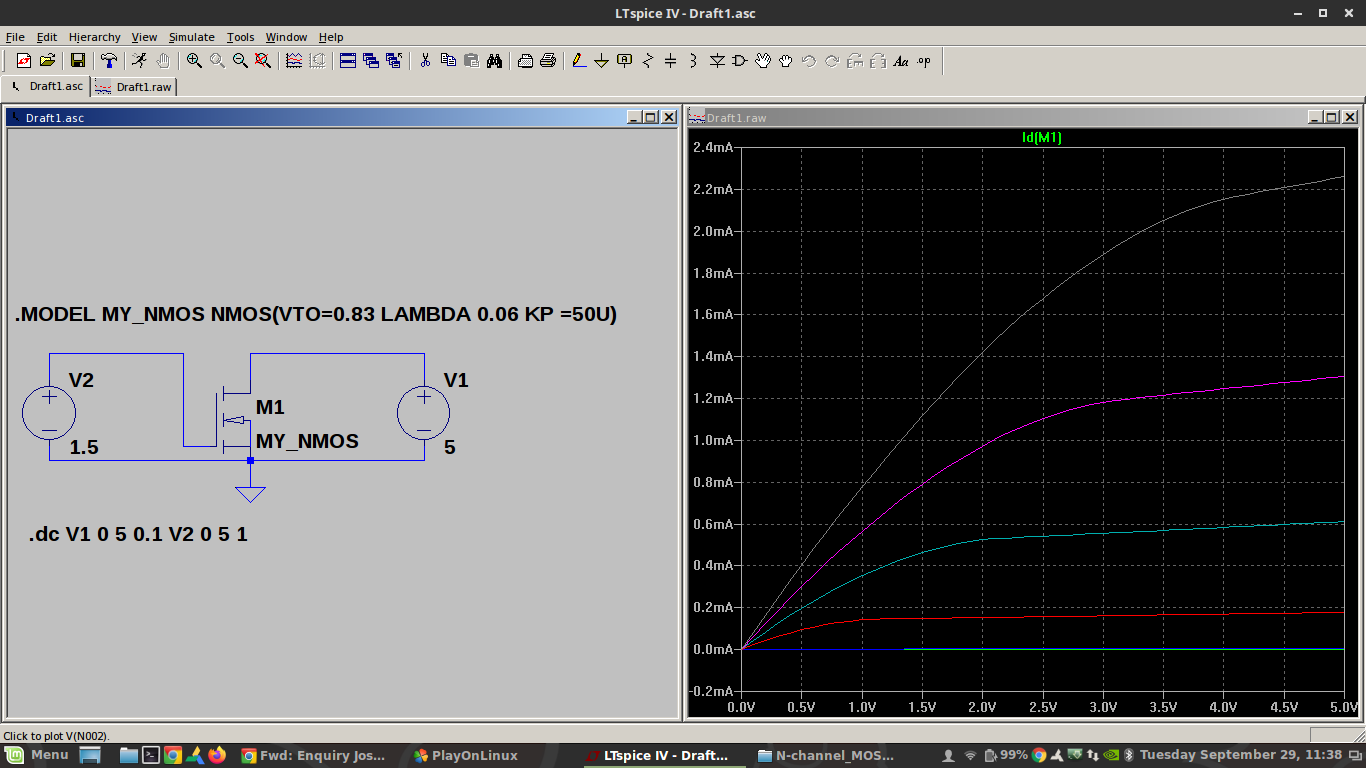 LTspice IV - Draft1.asc
File Edit Hierarchy View Simulate Tools Window Help
A Aa .op
Draft1.asc Draft1.raw
Draft1.asc
.MODEL MY_NMOS NMOS(VTO=0.83 LAMBDA 0.06 KP =50U)
V2
1.5
M1
MY_NMOS
V1
5
.dc V1 0 5 0.1 V2 0 5 1
Draft1.raw
Id(M1)
2.4mA
2.2mA
2.0mA
1.8mA
1.6mA
1.4mA
1.2mA
1.0mA
0.8mA
0.6mA
0.4mA
0.2mA
0.0mA
-0.2mA
0.0V 0.5V 1.0V 1.5V 2.0V 2.5V 3.0V 3.5V 4.0V 4.5V 5.0V
Click to plot V(N002).
Menu Fwd: Enquiry Jos... PlayOnLinux LTspice IV - Draft... N-channel_MOS... 99% Tuesday September 29, 11:38